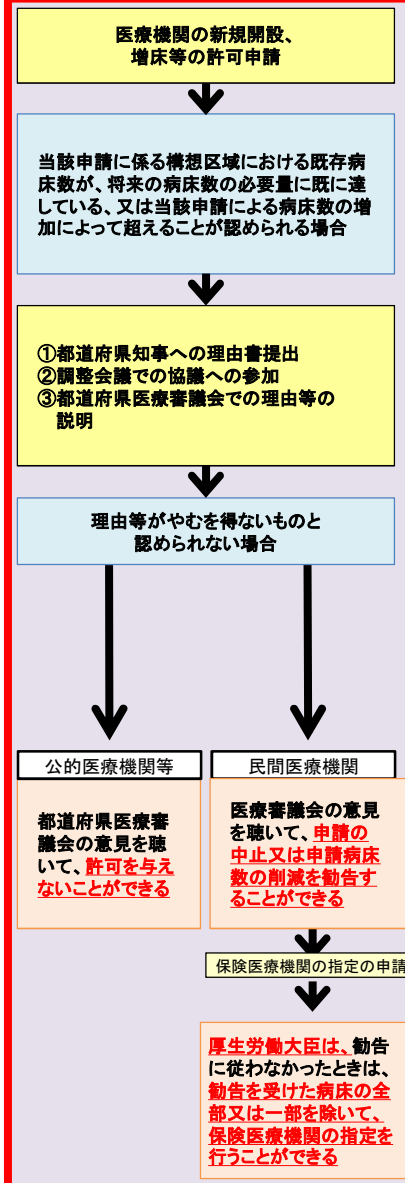 医療機関の新規開設、
増床等の許可申請
当該申請に係る構想区域における既存病
床数が、将来の病床数の必要量に既に達
している、又は当該申請による病床数の増
加によって超えることが認められる場合
①都道府県知事への理由書提出
②調整会議での協議への参加
③都道府県医療審議会での理由等の
説明
理由等がやむを得ないものと
認められない場合
公的医療機関等
都道府県医療審
議会の意見を聴
いて、許可を与え
ないことができる
民間医療機関
医療審議会の意見
を聴いて、申請の
中止又は申請病床
数の削減を勧告す
ることができる
保険医療機関の指定の申請
厚生労働大臣は、勧告
に従わなかったときは、
勧告を受けた病床の全
部又は一部を除いて、
保険医療機関の指定を
行うことができる